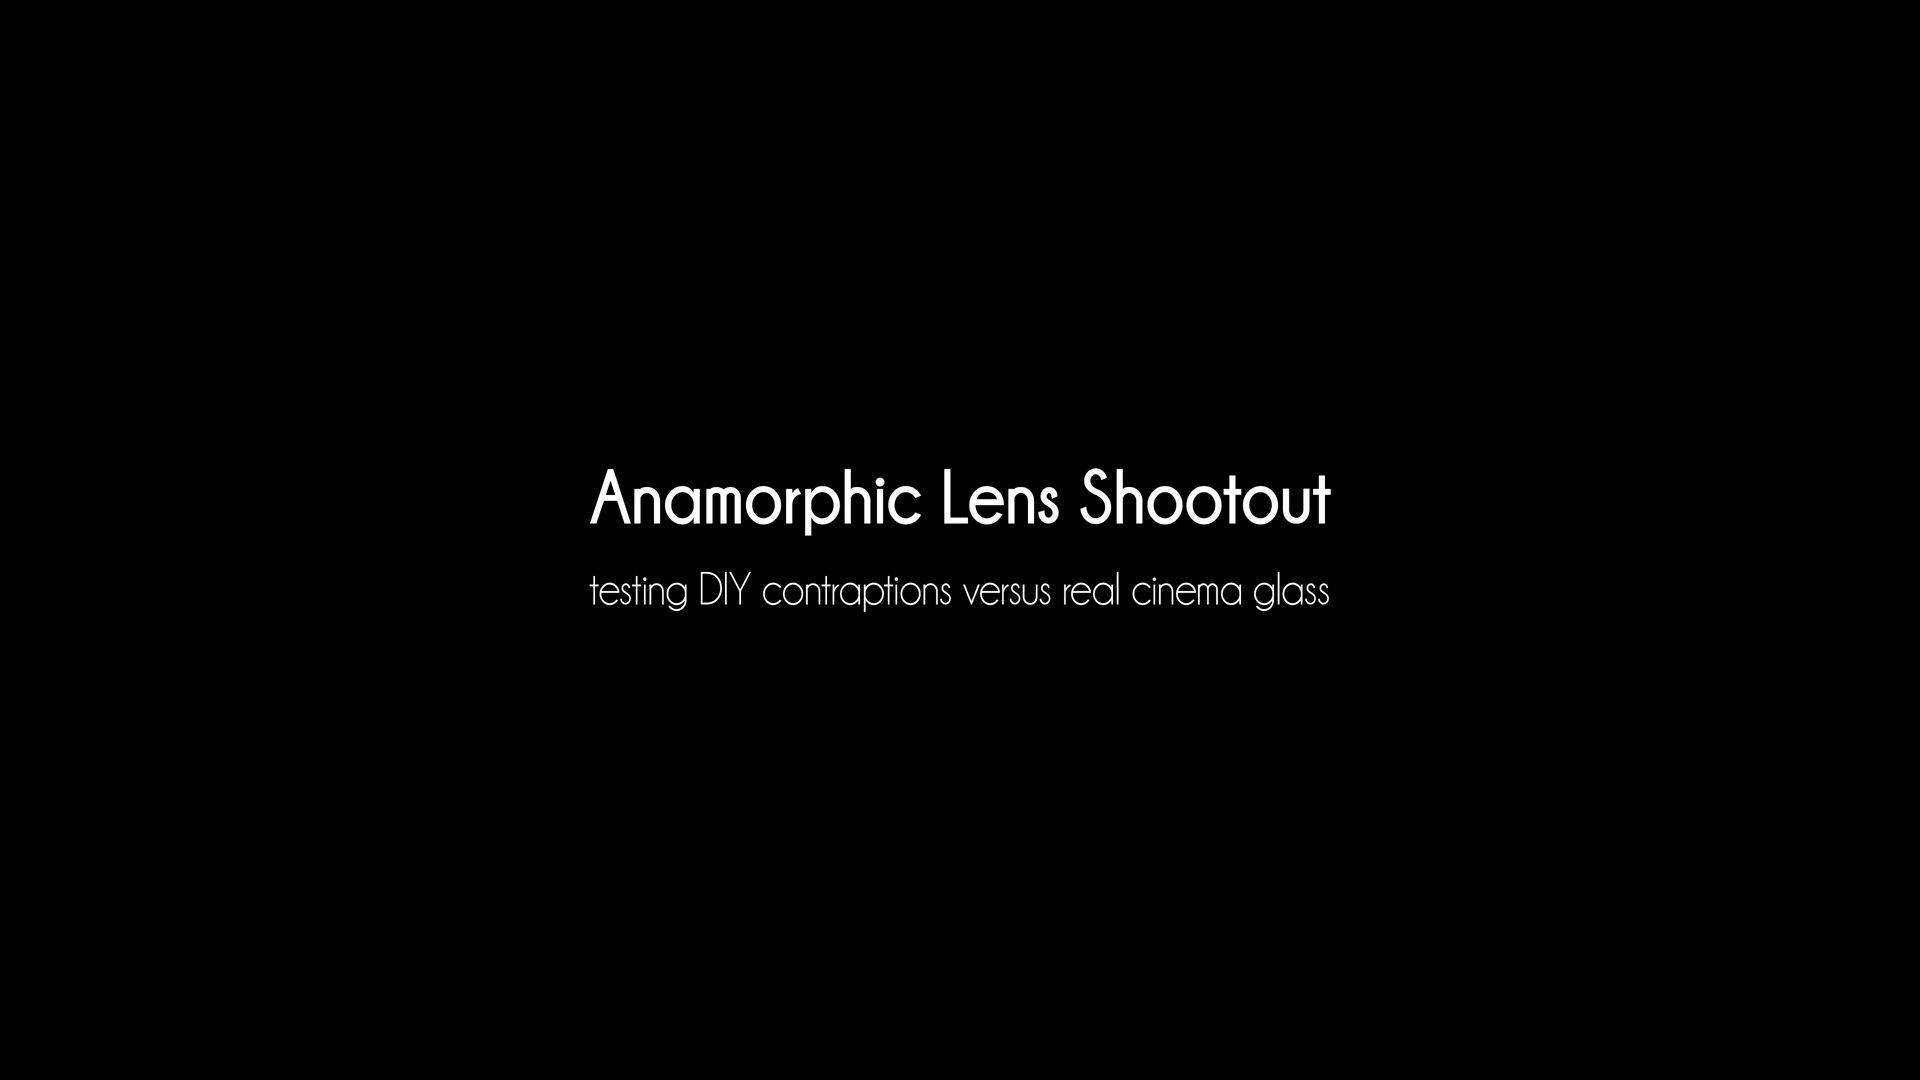 Anamorphic Lens Shootout
testing DIY contraptions versus real cinema glass